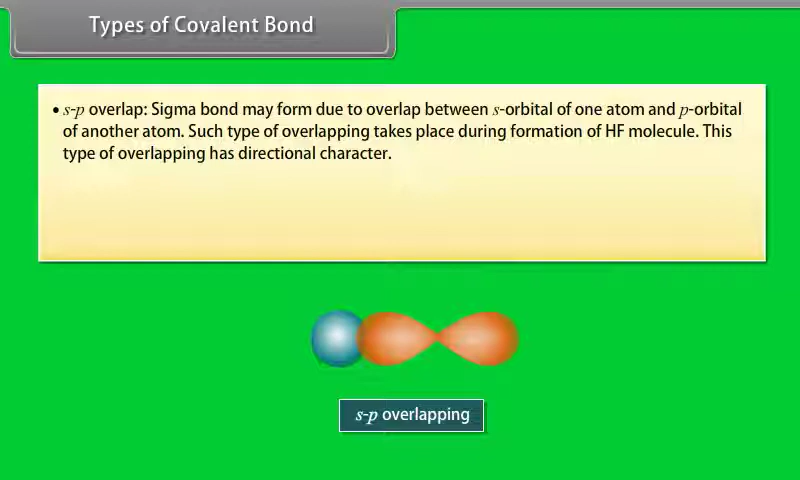 Types of Covalent Bond
• s-p overlap: Sigma bond may form due to overlap between s-orbital of one atom and p-orbital
of another atom. Such type of overlapping takes place during formation of HF molecule. This
type of overlapping has directional character.
s-p overlapping